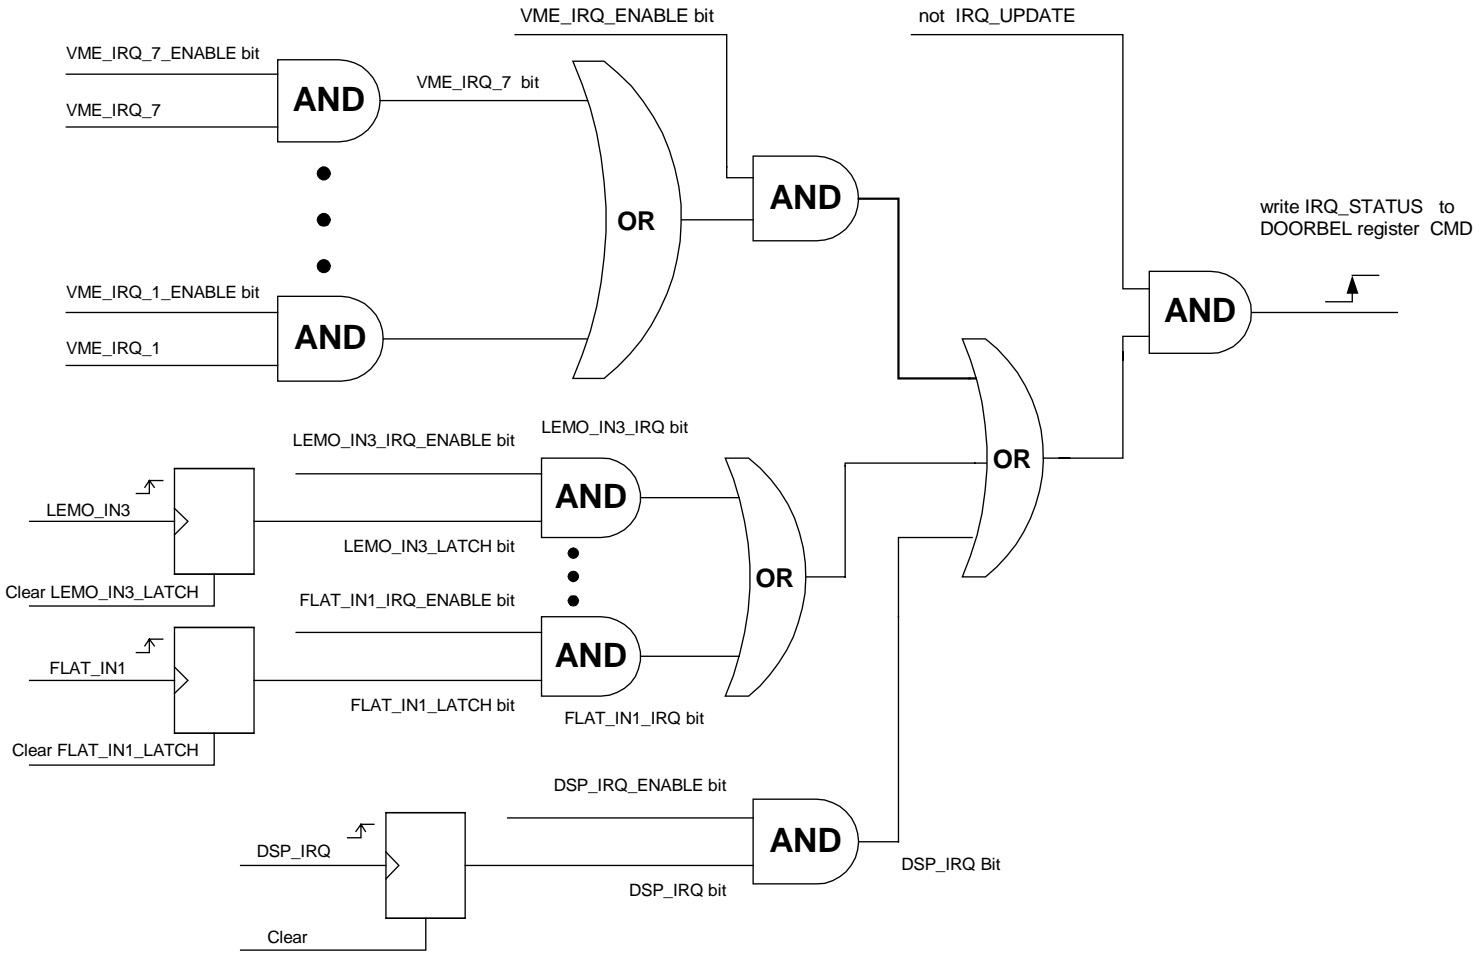 VME_IRQ_ENABLE bit
not IRQ_UPDATE
VME_IRQ_7_ENABLE bit
AND
VME_IRQ_7 bit
VME_IRQ_7
OR
AND
write IRQ_STATUS to
DOORBEL register CMD
VME_IRQ_1_ENABLE bit
AND
VME_IRQ_1
AND
LEMO_IN3_IRQ_ENABLE bit
LEMO_IN3_IRQ bit
AND
LEMO_IN3
LEMO_IN3_LATCH bit
OR
OR
Clear LEMO_IN3_LATCH
FLAT_IN1_IRQ_ENABLE bit
AND
FLAT_IN1
FLAT_IN1_LATCH bit
FLAT_IN1_IRQ bit
Clear FLAT_IN1_LATCH
DSP_IRQ_ENABLE bit
AND
DSP_IRQ
DSP_IRQ bit
DSP_IRQ Bit
Clear